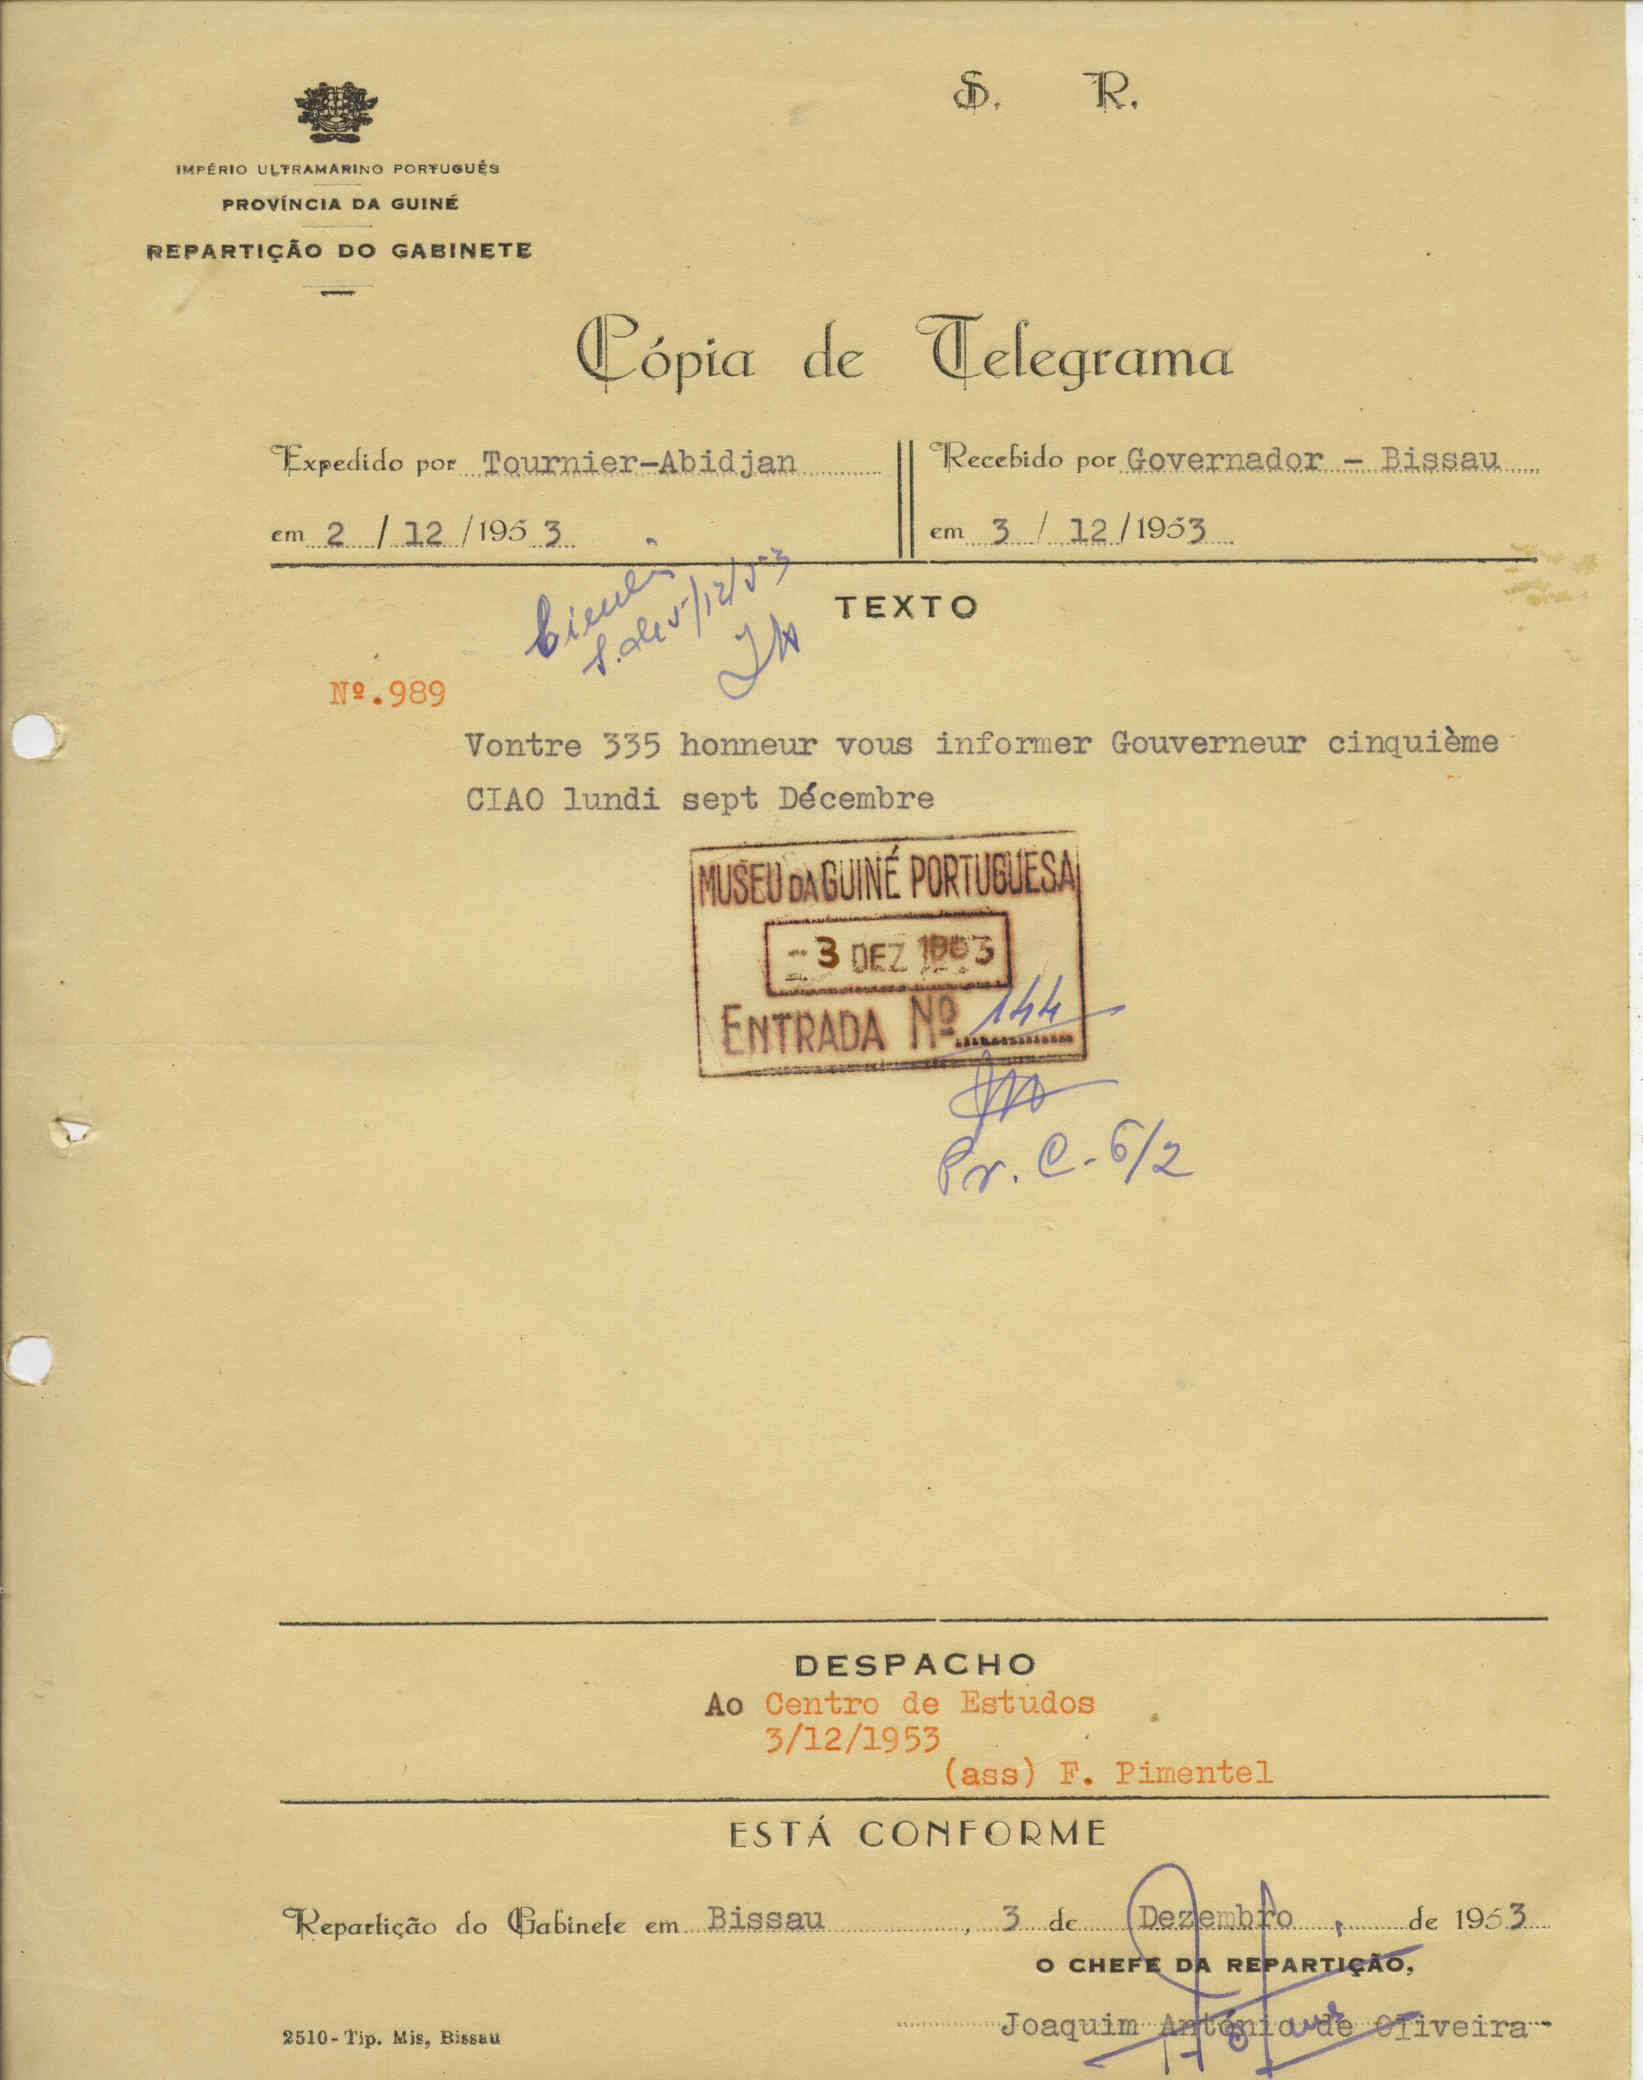 S. R.
IMPÉRIO ULTRAMARINO PORTUGUÊS
PROVÍNCIA DA GUINÉ
REPARTIÇÃO DO GABINETE
Cópia de Telegrama
Expedido por Tournier-Abidjan
em 2 / 12 / 1953
Recebido por Governador - Bissau
em 3 / 12 / 1953
5/12/53
TEXTO
Nº.989
Vontre 335 honneur vous informer Gouverneur cinquième
CIAO lundi sept Décembre
MUSEU DA GUINÉ PORTUGUESA
-3 DEZ 1953
ENTRADA Nº 144
Pr. C-6/2
DESPACHO
Ao Centro de Estudos
3/12/1953
(ass) F. Pimentel
ESTÁ CONFORME
Repartição do Gabinete em Bissau, 3 de Dezembro de 1953
O CHEFE DA REPARTIÇÃO,
Joaquim António de Oliveira
2510-Tip. Mis, Bissau